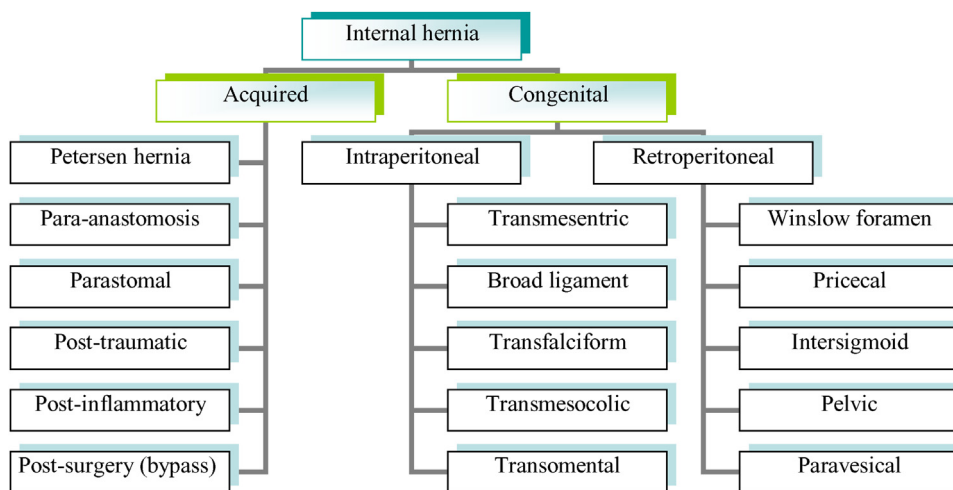 Internal hernia
Acquired
Congenital
Petersen hernia
Intraperitoneal
Retroperitoneal
Para-anastomosis
Transmesentric
Winslow foramen
Parastomal
Broad ligament
Pricecal
Post-traumatic
Transfalciform
Intersigmoid
Post-inflammatory
Transmesocolic
Pelvic
Post-surgery (bypass)
Transomental
Paravesical